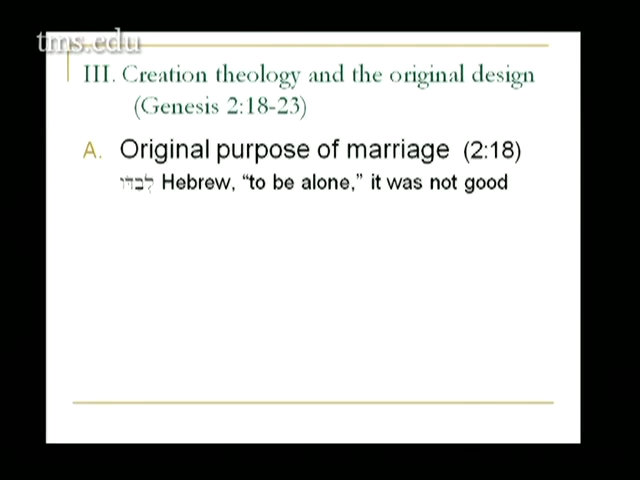 tms.edu
III. Creation theology and the original design
(Genesis 2:18-23)
A. Original purpose of marriage (2:18)
לְבַדּוֹ Hebrew, “to be alone,” it was not good